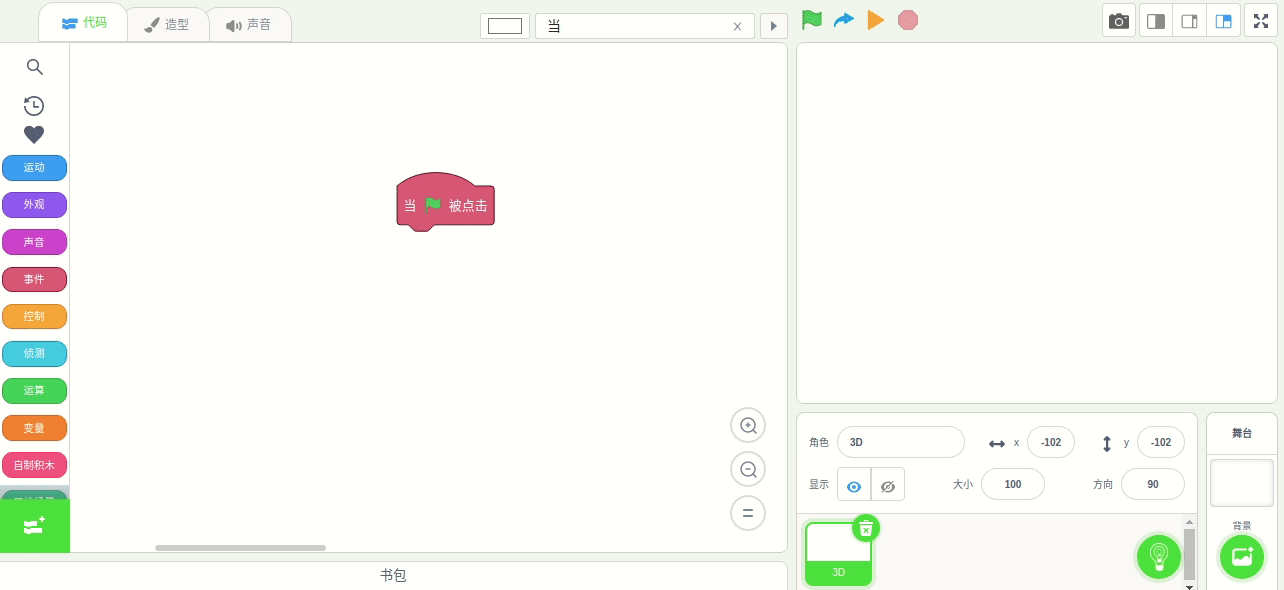 代码 造型 声音 当
运动
外观
声音
事件
控制
侦测
运算
变量
自制积木
当 被点击
书包
角色 3D x -102 y -102
显示 大小 100 方向 90
3D
舞台
背景